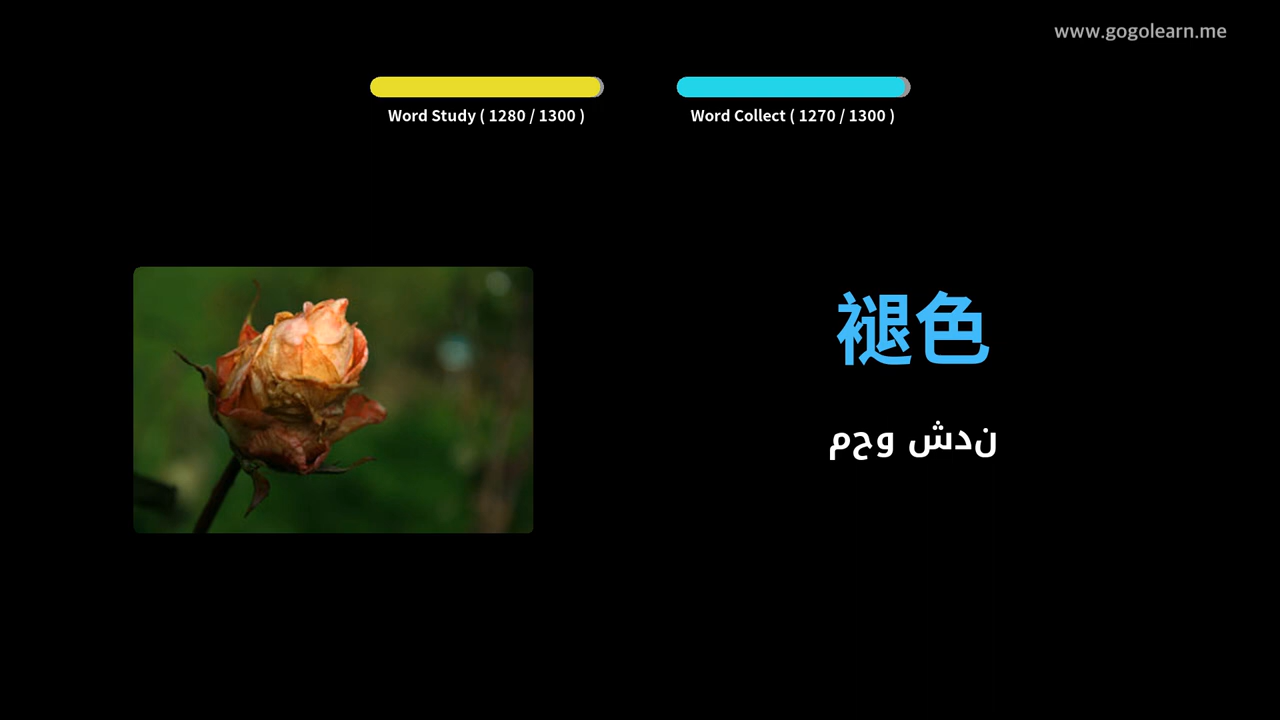 www.gogolearn.me
Word Study ( 1280 / 1300 )
Word Collect ( 1270 / 1300 )
褪色
ندش وحم